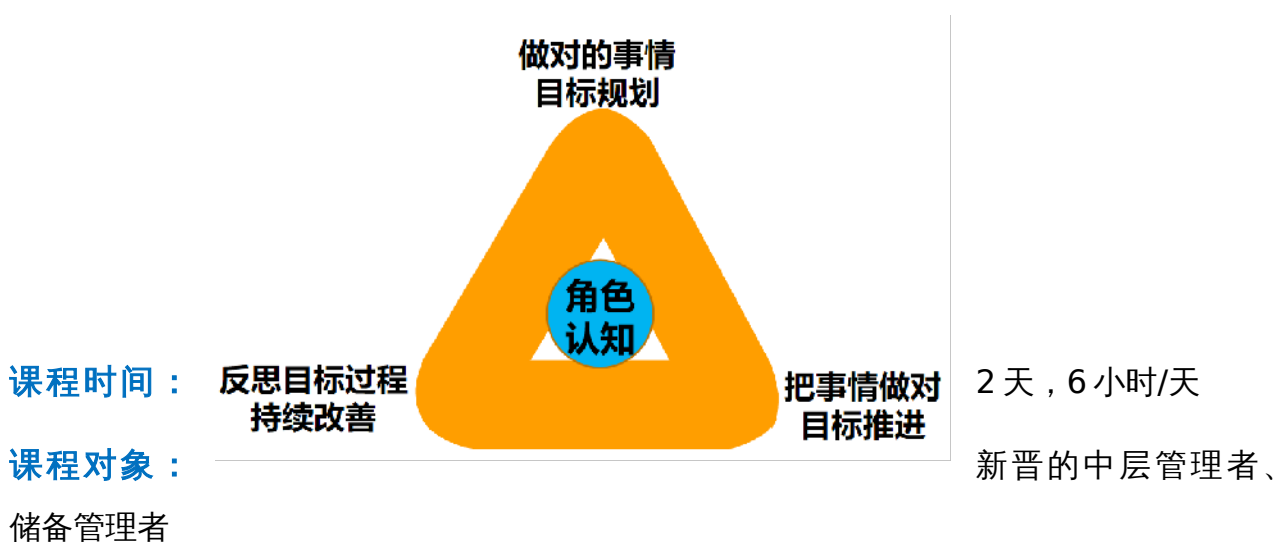 做对的事情
目标规划
角色
认知
反思目标过程
持续改善
把事情做对
目标推进
课程时间：2天，6小时/天
课程对象：新晋的中层管理者、
储备管理者